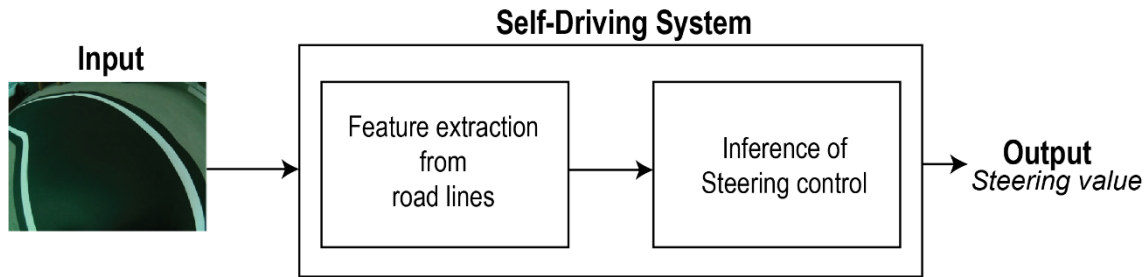 Self-Driving System
Input
Feature extraction
from
road lines
Inference of
Steering control
Output
Steering value